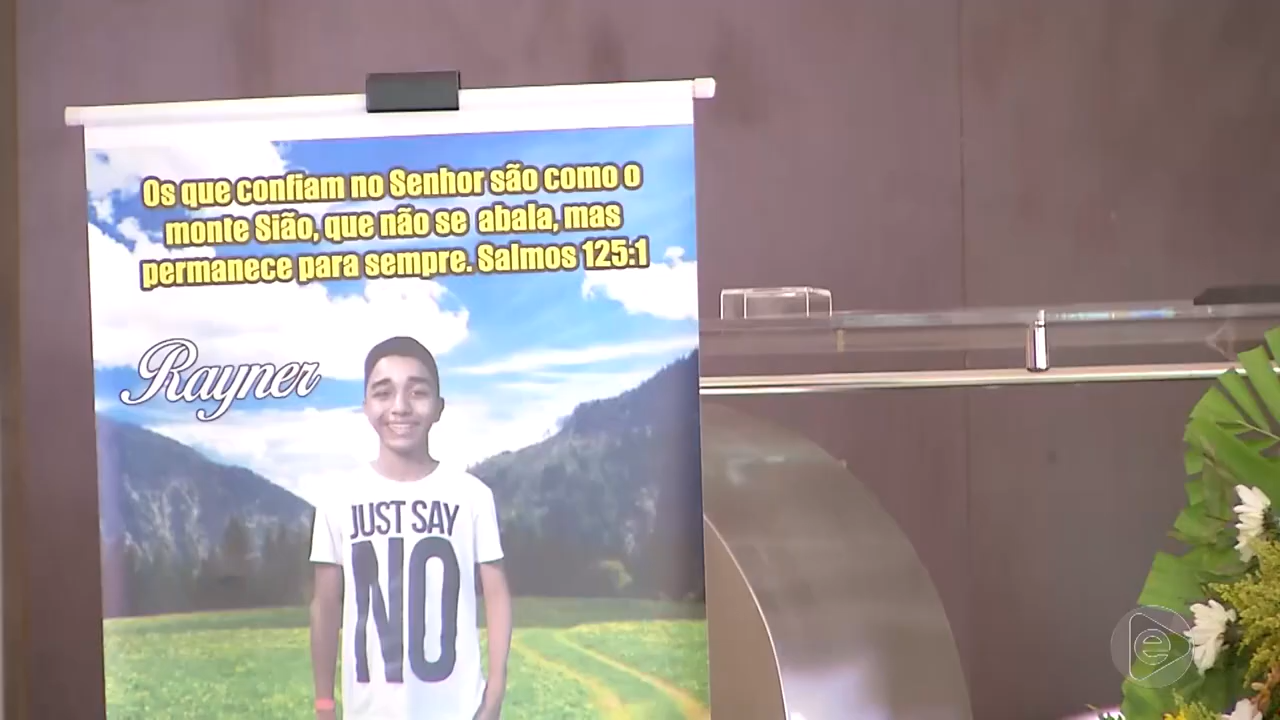 Os que confiam no Senhor são como o
monte Sião, que não se abala, mas
permanece para sempre. Salmos 125:1
Rayner
JUST SAY
NO
e